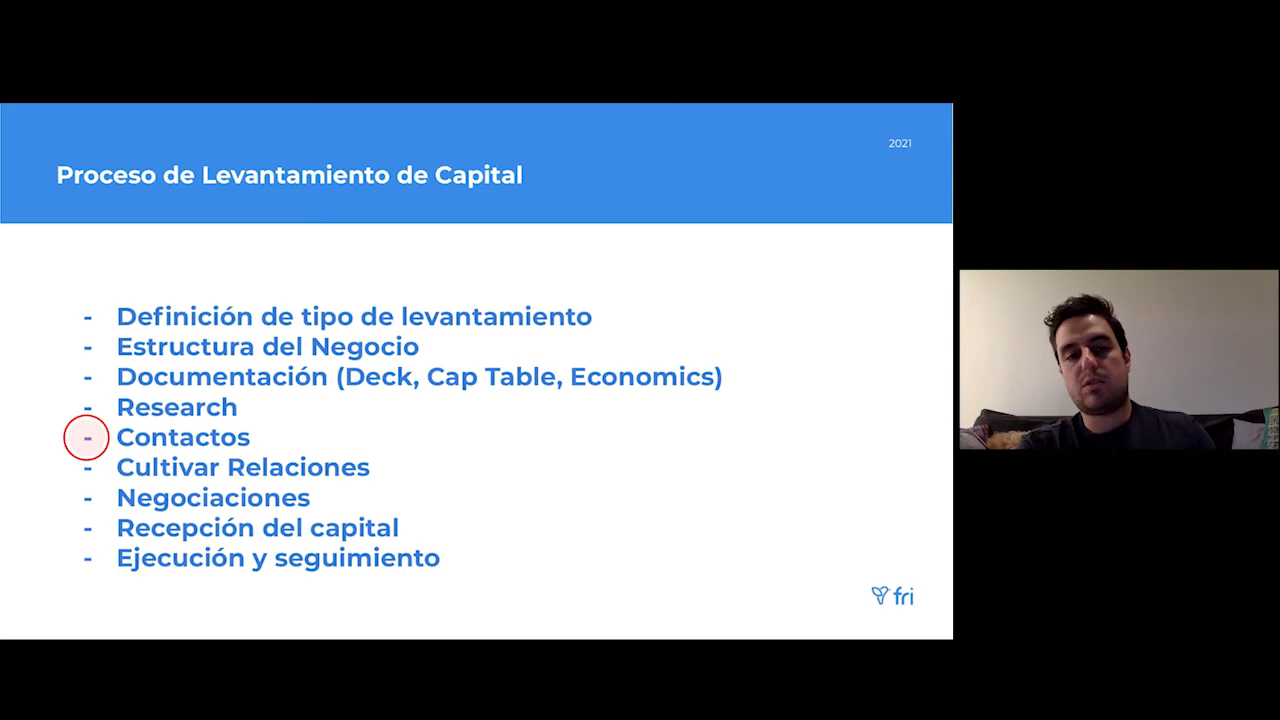 2021
Proceso de Levantamiento de Capital
- Definición de tipo de levantamiento
- Estructura del Negocio
- Documentación (Deck, Cap Table, Economics)
- Research
- Contactos
- Cultivar Relaciones
- Negociaciones
- Recepción del capital
- Ejecución y seguimiento
fri